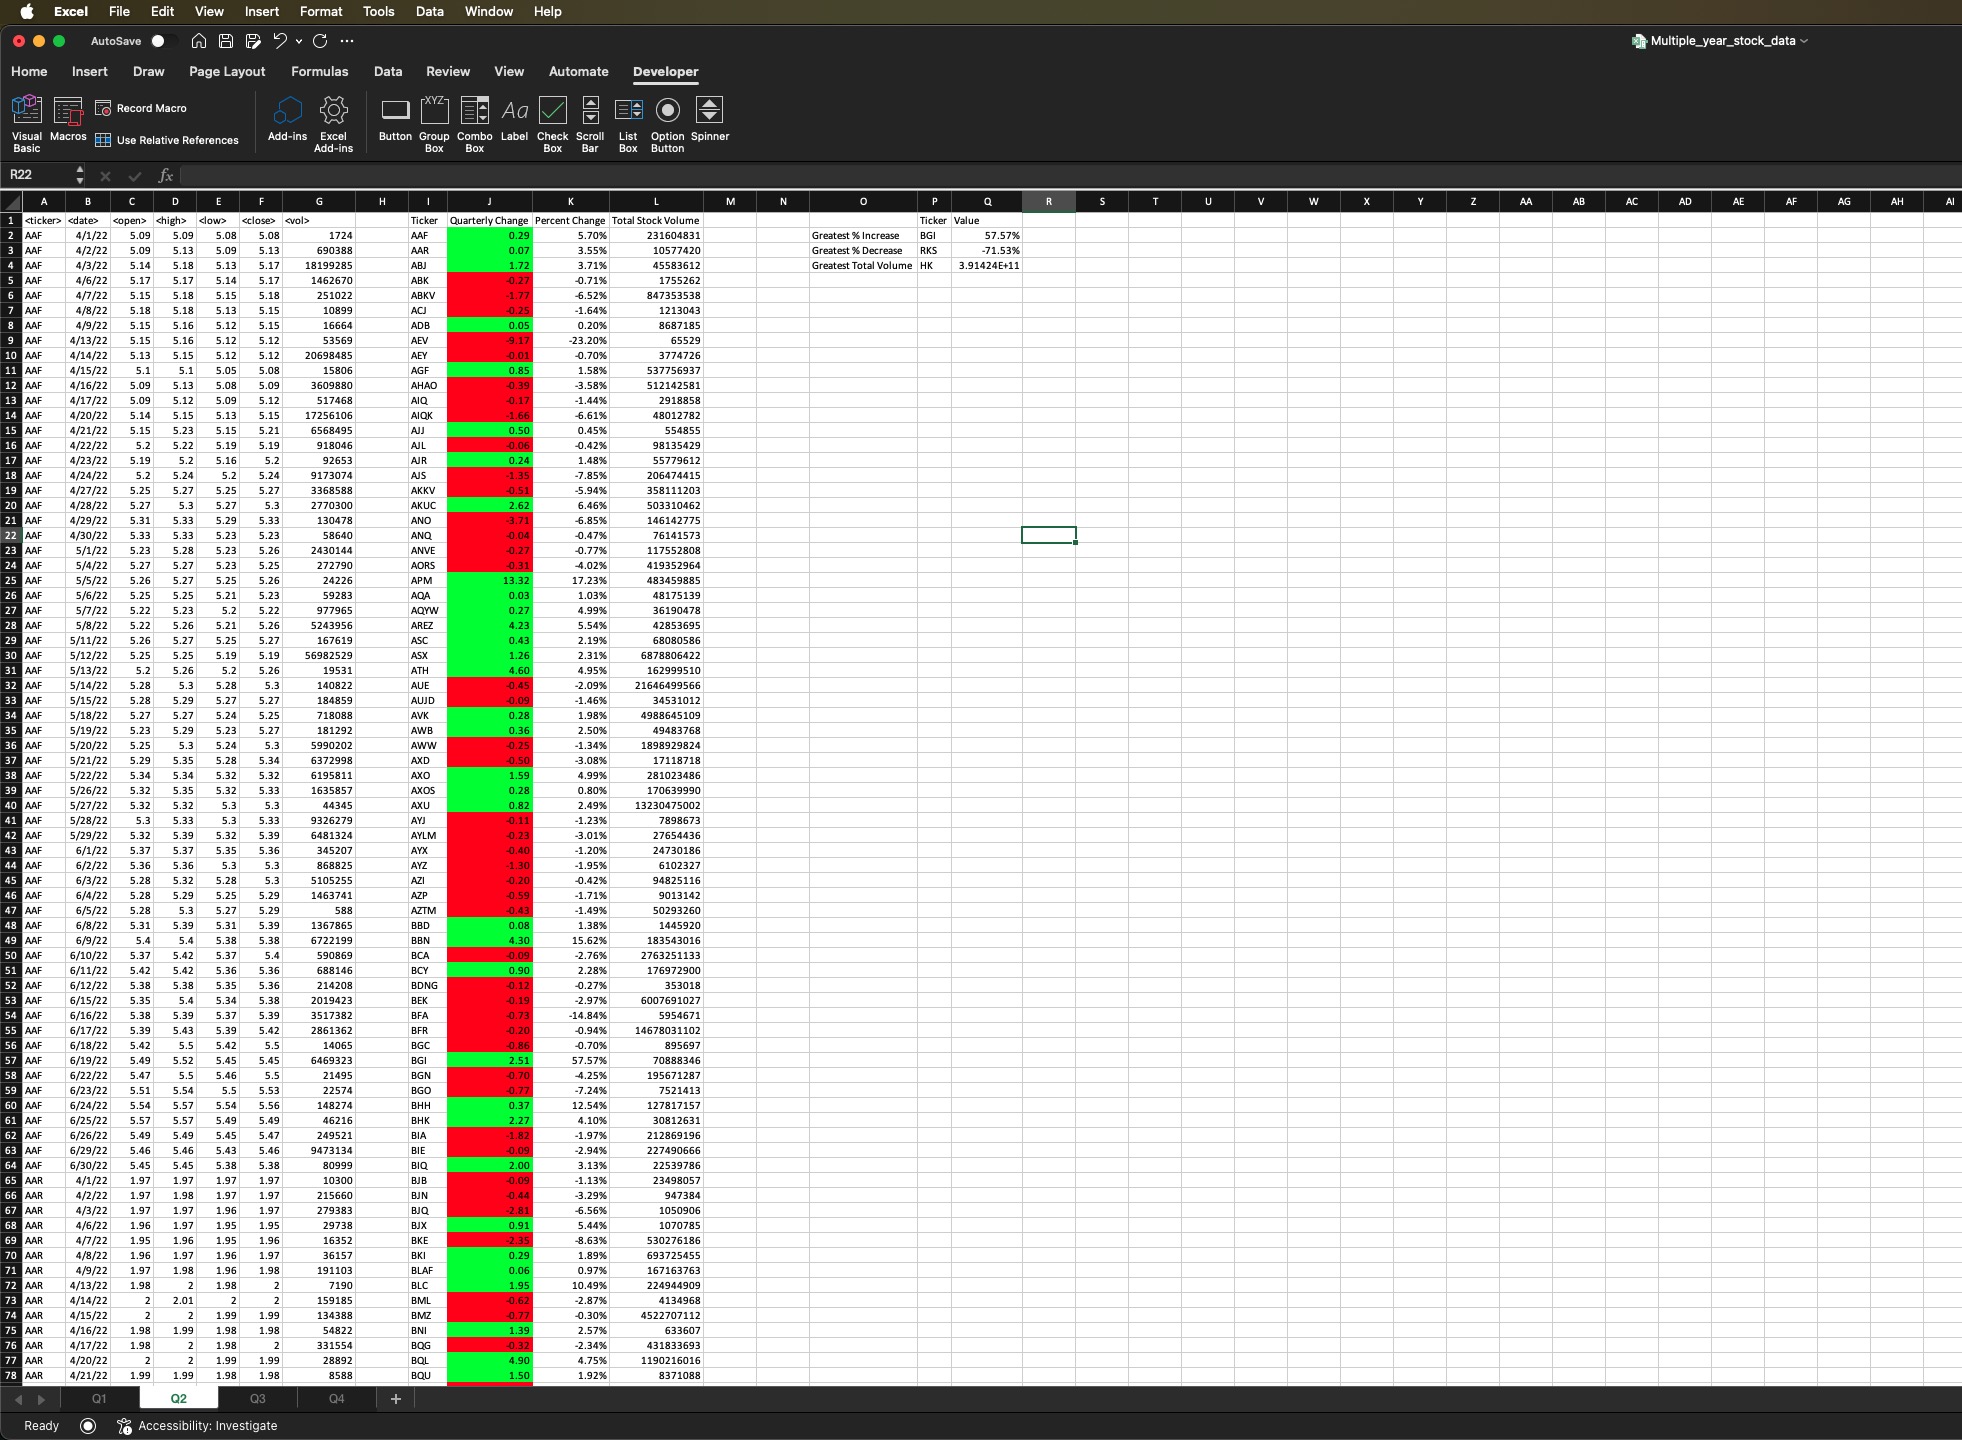 Excel File Edit View Insert Format Tools Data Window Help
AutoSave Multiple_year_stock_data
Home Insert Draw Page Layout Formulas Data Review View Automate Developer
Visual Basic Macros Record Macro Use Relative References Add-ins Excel Add-ins Button Group Box Combo Box Label Check Box Scroll Bar List Box Option Button Spinner
R22 fx
A B C D E F G H I J K L M N O P Q R S T U V W X Y Z AA AB AC AD AE AF AG AH AI
1 <ticker> <date> <open> <high> <low> <close> <vol> Ticker Quarterly Change Percent Change Total Stock Volume Ticker Value
2 AAF 4/1/22 5.09 5.09 5.08 5.08 1724 AAF 0.29 5.70% 231604831 Greatest % Increase BGI 57.57%
3 AAF 4/2/22 5.09 5.13 5.09 5.13 690388 AAR 0.07 3.55% 10577420 Greatest % Decrease RKS -71.53%
4 AAF 4/3/22 5.14 5.18 5.13 5.17 18199285 ABJ 1.72 3.71% 45583612 Greatest Total Volume HK 3.91424E+11
5 AAF 4/6/22 5.17 5.17 5.14 5.17 1462670 ABK -0.27 -0.71% 1755262
6 AAF 4/7/22 5.15 5.18 5.15 5.18 251022 ABKV -1.77 -6.52% 847353538
7 AAF 4/8/22 5.18 5.18 5.13 5.15 10899 ACJ -0.25 -1.64% 1213043
8 AAF 4/9/22 5.15 5.16 5.12 5.15 16664 ADB 0.05 0.20% 8687185
9 AAF 4/13/22 5.15 5.16 5.12 5.12 53569 AEV -9.17 -23.20% 65529
10 AAF 4/14/22 5.13 5.15 5.12 5.12 20698485 AEY -0.01 -0.70% 3774726
11 AAF 4/15/22 5.1 5.1 5.05 5.08 15806 AGF 0.85 1.58% 537756937
12 AAF 4/16/22 5.09 5.13 5.08 5.09 3609880 AHAO -0.39 -3.58% 512142581
13 AAF 4/17/22 5.09 5.12 5.09 5.12 517468 AIQ -0.17 -1.44% 2918858
14 AAF 4/20/22 5.14 5.15 5.13 5.15 17256106 AIQK -1.66 -6.61% 48012782
15 AAF 4/21/22 5.15 5.23 5.15 5.21 6568495 AJJ 0.50 0.45% 554855
16 AAF 4/22/22 5.2 5.22 5.19 5.19 918046 AJL -0.06 -0.42% 98135429
17 AAF 4/23/22 5.19 5.2 5.16 5.2 92653 AJR 0.24 1.48% 55779612
18 AAF 4/24/22 5.2 5.24 5.2 5.24 9173074 AJS -1.35 -7.85% 206474415
19 AAF 4/27/22 5.25 5.27 5.25 5.27 3368588 AKKV -0.51 -5.94% 358111203
20 AAF 4/28/22 5.27 5.3 5.27 5.3 2770300 AKUC 2.62 6.46% 503310462
21 AAF 4/29/22 5.31 5.33 5.29 5.33 130478 ANO -3.71 -6.85% 146142775
22 AAF 4/30/22 5.33 5.33 5.23 5.23 58640 ANQ -0.04 -0.47% 76141573
23 AAF 5/1/22 5.23 5.28 5.23 5.26 2430144 ANVE -0.27 -0.77% 117552808
24 AAF 5/4/22 5.27 5.27 5.23 5.25 272790 AORS -0.31 -4.02% 419352964
25 AAF 5/5/22 5.26 5.27 5.25 5.26 24226 APM 13.32 17.23% 483459885
26 AAF 5/6/22 5.25 5.25 5.21 5.23 59283 AQA 0.03 1.03% 48175139
27 AAF 5/7/22 5.22 5.23 5.2 5.22 977965 AQYW 0.27 4.99% 36190478
28 AAF 5/8/22 5.22 5.26 5.21 5.26 5243956 AREZ 4.23 5.54% 42853695
29 AAF 5/11/22 5.26 5.27 5.25 5.27 167619 ASC 0.43 2.19% 68080586
30 AAF 5/12/22 5.25 5.25 5.19 5.19 56982529 ASX 1.26 2.31% 6878806422
31 AAF 5/13/22 5.2 5.26 5.2 5.26 19531 ATH 4.60 4.95% 162999510
32 AAF 5/14/22 5.28 5.3 5.28 5.3 140822 AUE -0.45 -2.09% 21646499566
33 AAF 5/15/22 5.28 5.29 5.27 5.27 184859 AUJD -0.09 -1.46% 34531012
34 AAF 5/18/22 5.27 5.27 5.24 5.25 718088 AVK 0.28 1.98% 4988645109
35 AAF 5/19/22 5.23 5.29 5.23 5.27 181292 AWB 0.36 2.50% 49483768
36 AAF 5/20/22 5.25 5.3 5.24 5.3 5990202 AWW -0.25 -1.34% 1898929824
37 AAF 5/21/22 5.29 5.35 5.28 5.34 6372998 AXD -0.50 -3.08% 17118718
38 AAF 5/22/22 5.34 5.34 5.32 5.32 6195811 AXO 1.59 4.99% 281023486
39 AAF 5/26/22 5.32 5.35 5.32 5.33 1635857 AXOS 0.28 0.80% 170639990
40 AAF 5/27/22 5.32 5.32 5.3 5.3 44345 AXU 0.82 2.49% 13230475002
41 AAF 5/28/22 5.3 5.33 5.3 5.33 9326279 AYJ -0.11 -1.23% 7898673
42 AAF 5/29/22 5.32 5.39 5.32 5.39 6481324 AYLM -0.23 -3.01% 27654436
43 AAF 6/1/22 5.37 5.37 5.35 5.36 345207 AYX -0.40 -1.20% 24730186
44 AAF 6/2/22 5.36 5.36 5.3 5.3 868825 AYZ -1.30 -1.95% 6102327
45 AAF 6/3/22 5.28 5.32 5.28 5.3 5105255 AZI -0.20 -0.42% 94825116
46 AAF 6/4/22 5.28 5.29 5.25 5.29 1463741 AZP -0.59 -1.71% 9013142
47 AAF 6/5/22 5.28 5.3 5.27 5.29 588 AZTM -0.43 -1.49% 50293260
48 AAF 6/8/22 5.31 5.39 5.31 5.39 1367865 BBD 0.08 1.38% 1445920
49 AAF 6/9/22 5.4 5.4 5.38 5.38 6722199 BBN 4.30 15.62% 183543016
50 AAF 6/10/22 5.37 5.42 5.37 5.4 590869 BCA -0.09 -2.76% 2763251133
51 AAF 6/11/22 5.42 5.42 5.36 5.36 688146 BCY 0.90 2.28% 176972900
52 AAF 6/12/22 5.38 5.38 5.35 5.36 214208 BDNG -0.12 -0.27% 353018
53 AAF 6/15/22 5.35 5.4 5.34 5.38 2019423 BEK -0.19 -2.97% 6007691027
54 AAF 6/16/22 5.38 5.39 5.37 5.39 3517382 BFA -0.73 -14.84% 5954671
55 AAF 6/17/22 5.39 5.43 5.39 5.42 2861362 BFR -0.20 -0.94% 14678031102
56 AAF 6/18/22 5.42 5.5 5.42 5.5 14065 BGC -0.86 -0.70% 895697
57 AAF 6/19/22 5.49 5.52 5.45 5.45 6469323 BGI 2.51 57.57% 70888346
58 AAF 6/22/22 5.47 5.5 5.46 5.5 21495 BGN -0.70 -4.25% 195671287
59 AAF 6/23/22 5.51 5.54 5.5 5.53 22574 BGO -0.77 -7.24% 7521413
60 AAF 6/24/22 5.54 5.57 5.54 5.56 148274 BHH 0.37 12.54% 127817157
61 AAF 6/25/22 5.57 5.57 5.49 5.49 46216 BHK 2.27 4.10% 30812631
62 AAF 6/26/22 5.49 5.49 5.45 5.47 249521 BIA -1.82 -1.97% 212869196
63 AAF 6/29/22 5.46 5.46 5.43 5.46 9473134 BIE -0.09 -2.94% 227490666
64 AAF 6/30/22 5.45 5.45 5.38 5.38 80999 BIQ 2.00 3.13% 22539786
65 AAR 4/1/22 1.97 1.97 1.97 1.97 10300 BJB -0.09 -1.13% 23498057
66 AAR 4/2/22 1.97 1.98 1.97 1.97 215660 BJN -0.44 -3.29% 947384
67 AAR 4/3/22 1.97 1.97 1.96 1.97 279383 BJQ -2.81 -6.56% 1050906
68 AAR 4/6/22 1.96 1.97 1.95 1.95 29738 BJX 0.91 5.44% 1070785
69 AAR 4/7/22 1.95 1.96 1.95 1.96 16352 BKE -2.35 -8.63% 530276186
70 AAR 4/8/22 1.96 1.97 1.96 1.97 36157 BKI 0.29 1.89% 693725455
71 AAR 4/9/22 1.97 1.98 1.96 1.98 191103 BLAF 0.06 0.97% 167163763
72 AAR 4/13/22 1.98 2 1.98 2 7190 BLC 1.95 10.49% 224944909
73 AAR 4/14/22 2 2.01 2 2 159185 BML -0.62 -2.87% 4134968
74 AAR 4/15/22 2 2 1.99 1.99 134388 BMZ -0.77 -0.30% 4522707112
75 AAR 4/16/22 1.98 1.99 1.98 1.98 54822 BNI 1.39 2.57% 633607
76 AAR 4/17/22 1.98 2 1.98 2 331554 BQG -0.32 -2.34% 431833693
77 AAR 4/20/22 2 2 1.99 1.99 28892 BQL 4.90 4.75% 1190216016
78 AAR 4/21/22 1.99 1.99 1.98 1.98 8588 BQU 1.50 1.92% 8371088
Q1 Q2 Q3 Q4 +
Ready Accessibility: Investigate